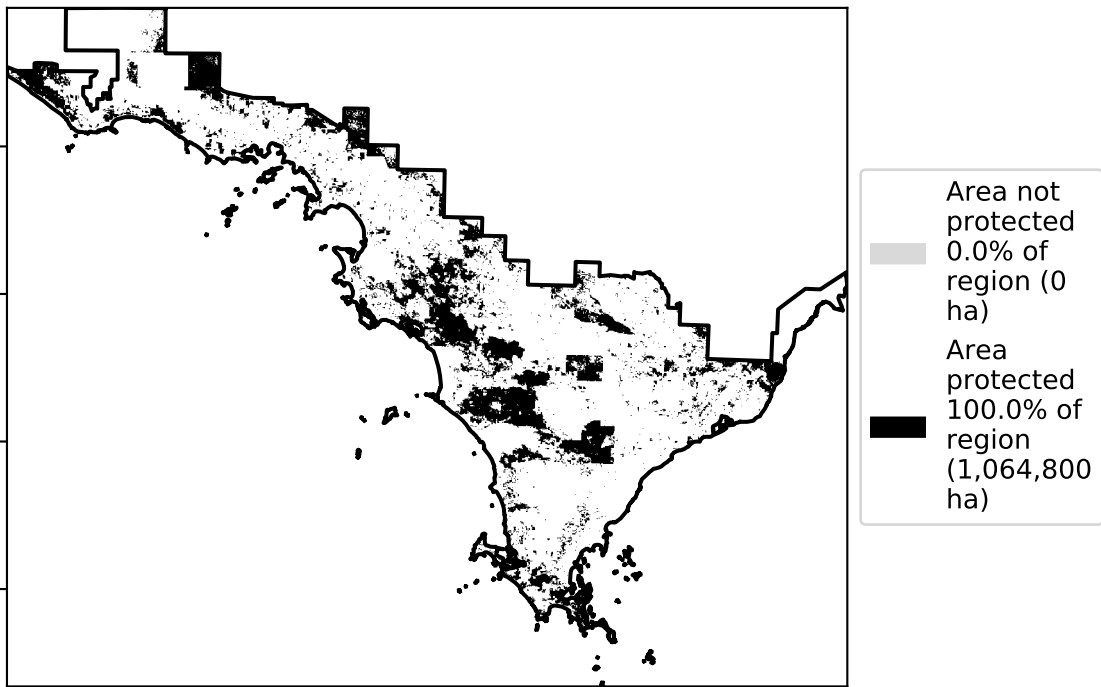 Area not
protected
0.0% of
region (0
ha)
Area
protected
100.0% of
region
(1,064,800
ha)